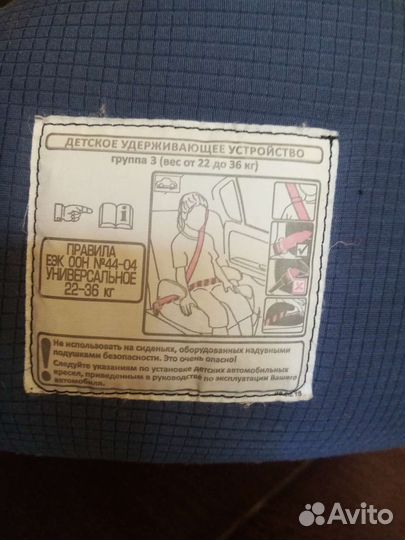 ДЕТСКОЕ УДЕРЖИВАЮЩЕЕ УСТРОЙСТВО
группа 3 (вес от 22 до 36 кг)
ПРАВИЛА
ЕЭК ООН №44-04
УНИВЕРСАЛЬНОЕ
22-36 кг
Не использовать на сиденьях, оборудованных надувными
подушками безопасности. Это очень опасно!
Следуйте указаниям по установке детских автомобильных
кресел, приведенным в руководстве по эксплуатации Вашего
автомобиля.
Avito